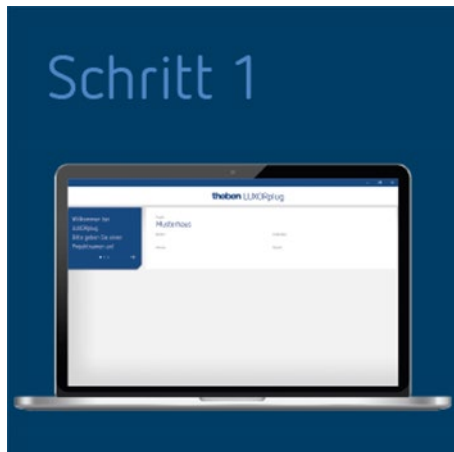 Schritt 1
theben LUXORplug
Willkommen bei
LUXORplug
Bitte geben Sie einen
Projektnamen und
Musterhaus